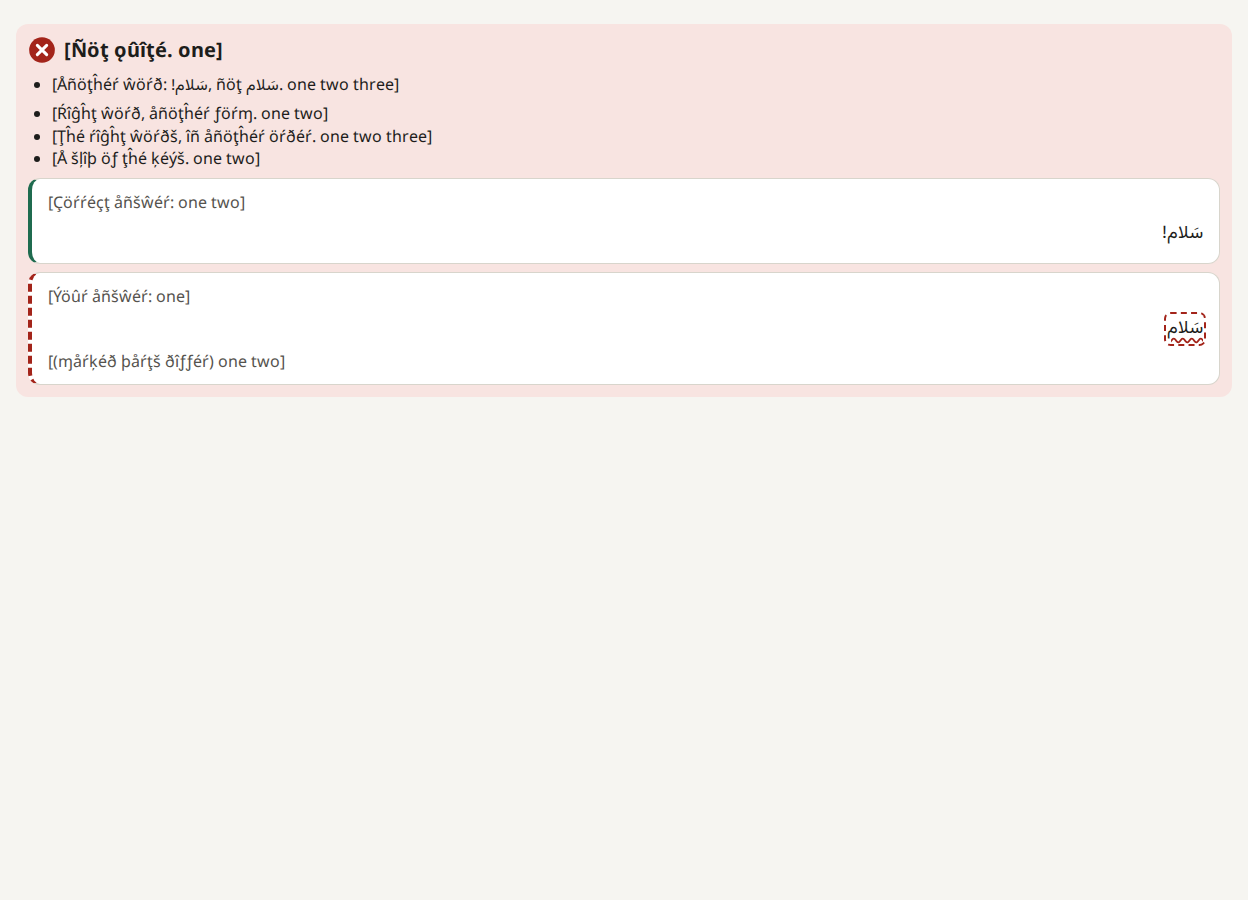 [Ñöţ ǫûîţé. one]
[Åñöţĥéŕ ŵöŕð: سَلام!, ñöţ سَلام. one two three]
[Ŕîĝĥţ ŵöŕð, åñöţĥéŕ ƒöŕɱ. one two]
[Ţĥé ŕîĝĥţ ŵöŕðš, îñ åñöţĥéŕ öŕðéŕ. one two three]
[Å šļîþ öƒ ţĥé ķéýš. one two]
[Çöŕŕéçţ åñšŵéŕ: one two]
سَلام!
[Ýöûŕ åñšŵéŕ: one]
سَلام
[(ɱåŕķéð þåŕţš ðîƒƒéŕ) one two]